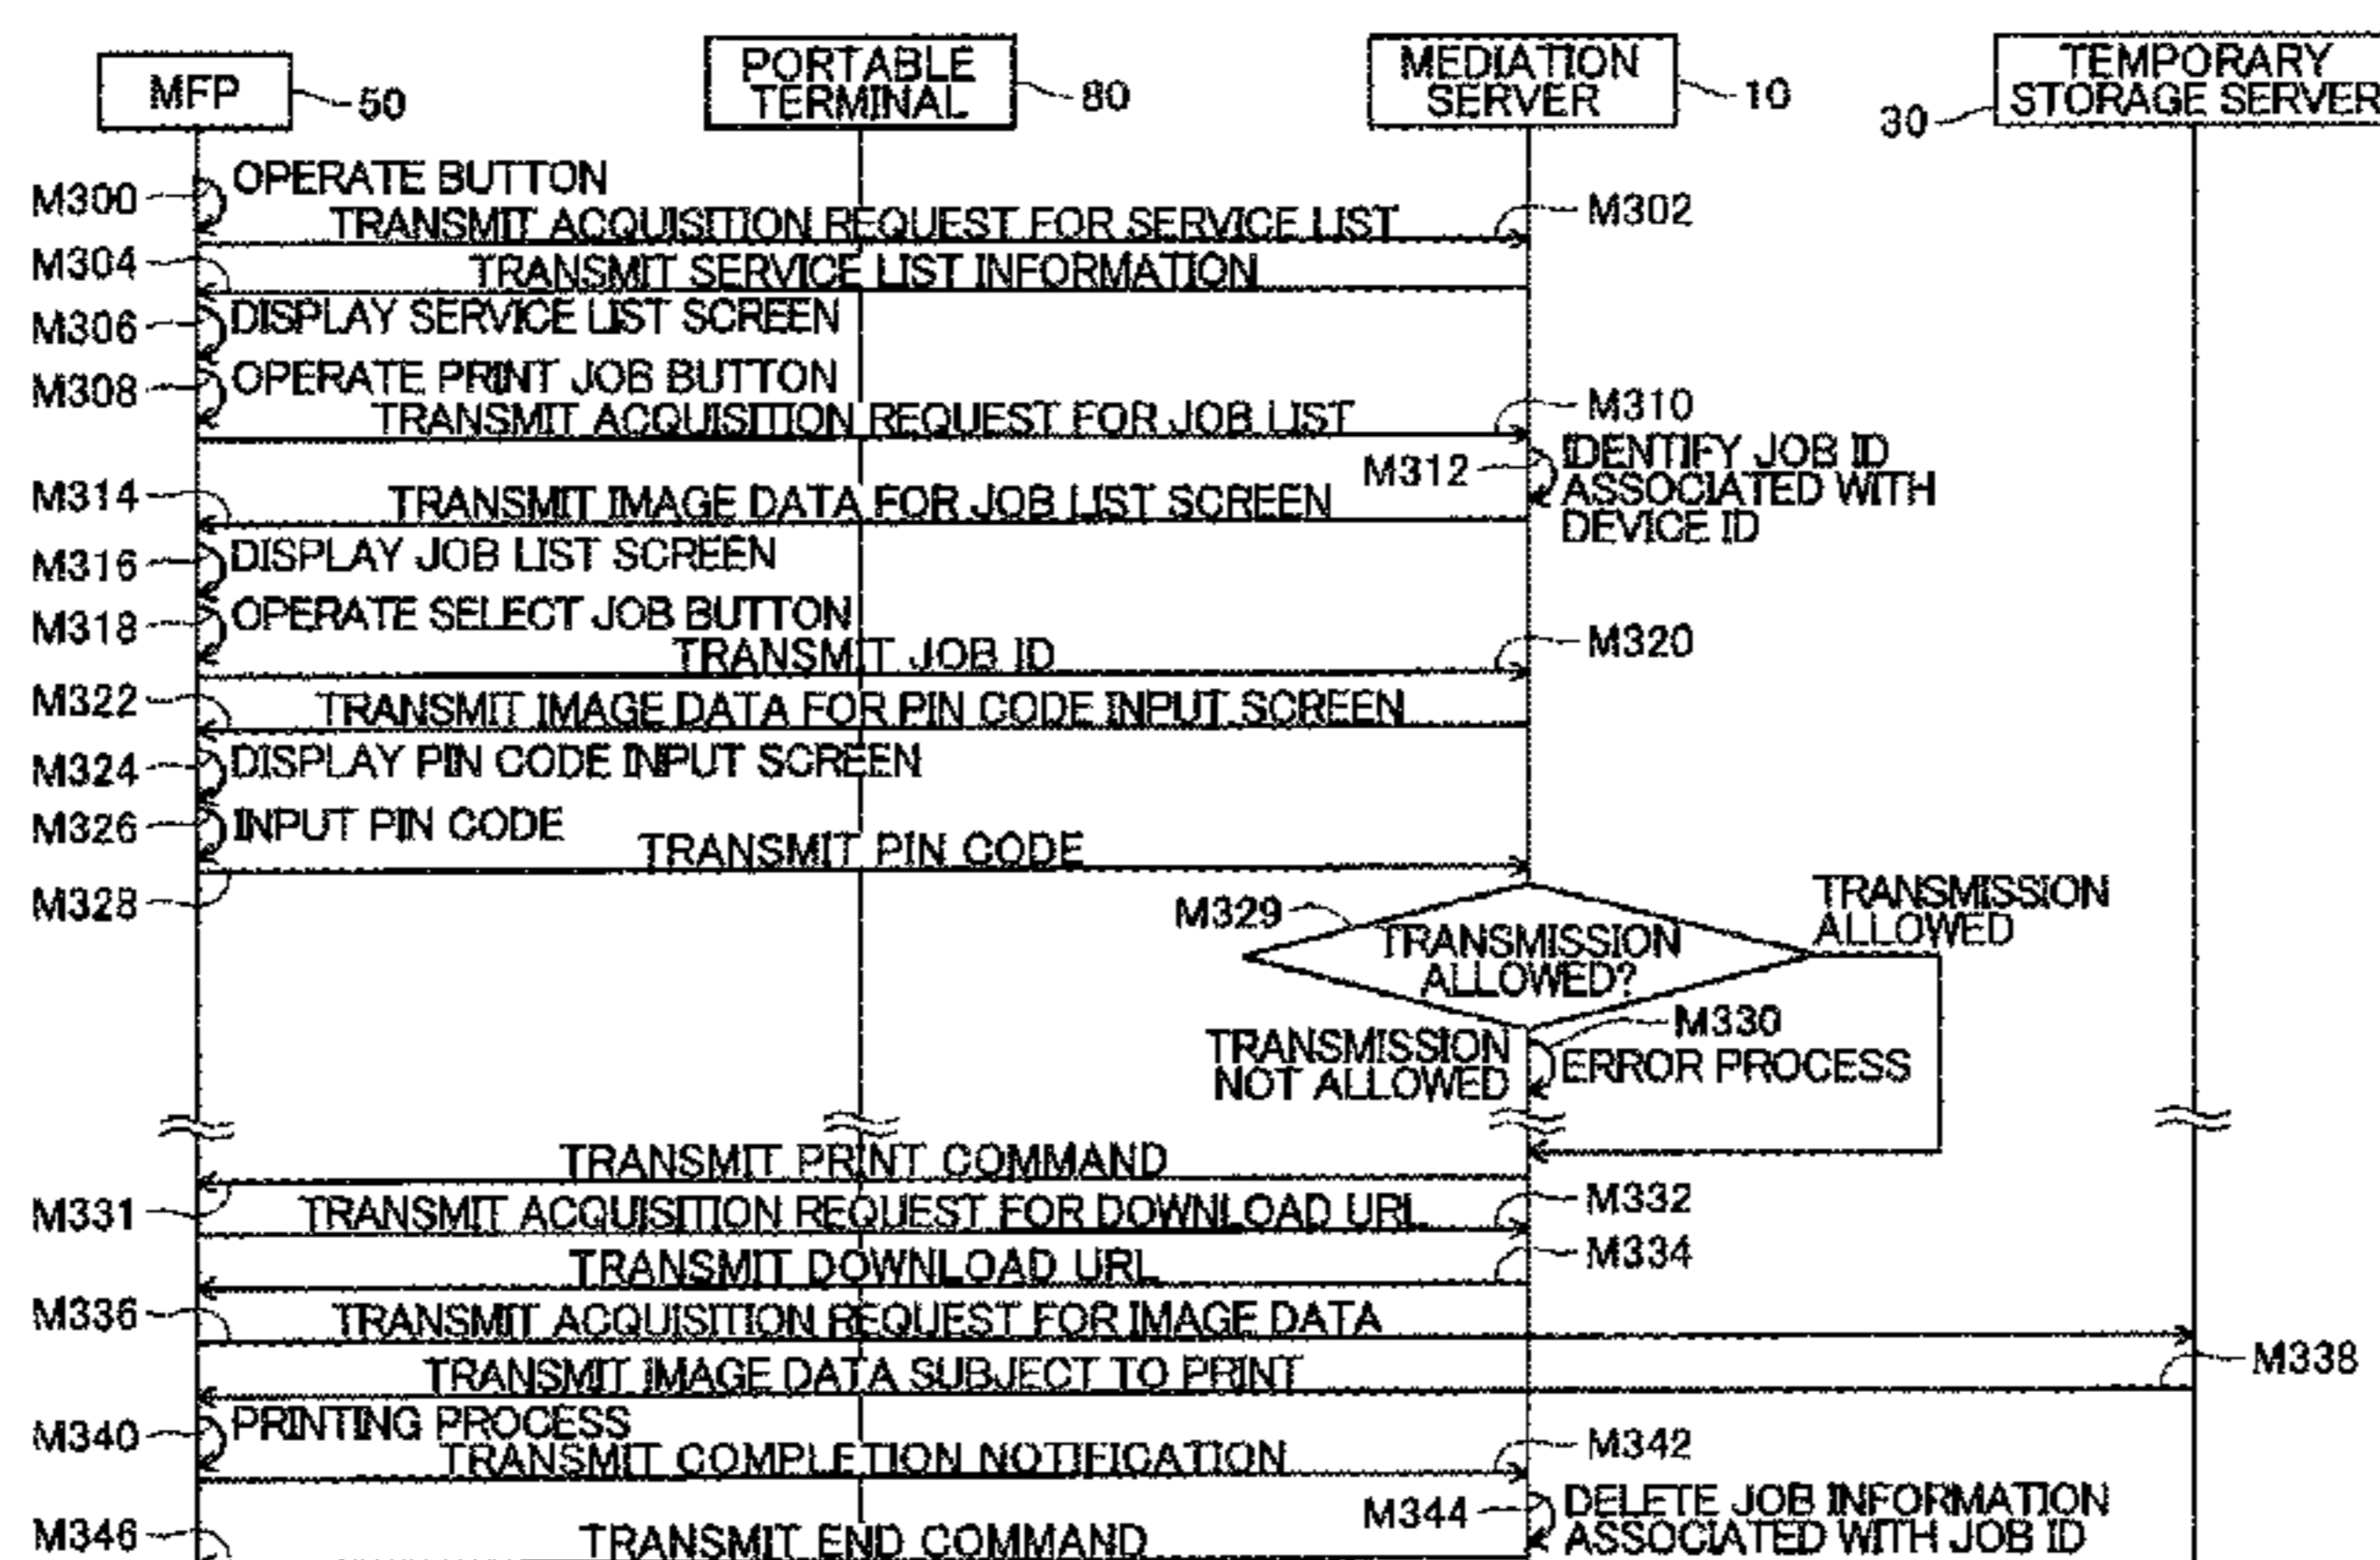 MFP
50
PORTABLE
TERMINAL
80
MEDIATION
SERVER
10
TEMPORARY
STORAGE SERVER
30
M300
OPERATE BUTTON
TRANSMIT ACQUISITION REQUEST FOR SERVICE LIST
M302
M304
TRANSMIT SERVICE LIST INFORMATION
M306
DISPLAY SERVICE LIST SCREEN
M308
OPERATE PRINT JOB BUTTON
TRANSMIT ACQUISITION REQUEST FOR JOB LIST
M310
M312
IDENTIFY JOB ID
ASSOCIATED WITH
DEVICE ID
M314
TRANSMIT IMAGE DATA FOR JOB LIST SCREEN
M316
DISPLAY JOB LIST SCREEN
M318
OPERATE SELECT JOB BUTTON
TRANSMIT JOB ID
M320
M322
TRANSMIT IMAGE DATA FOR PIN CODE INPUT SCREEN
M324
DISPLAY PIN CODE INPUT SCREEN
M326
INPUT PIN CODE
TRANSMIT PIN CODE
M328
M329
TRANSMISSION
ALLOWED?
TRANSMISSION
ALLOWED
TRANSMISSION
NOT ALLOWED
M330
ERROR PROCESS
TRANSMIT PRINT COMMAND
M331
TRANSMIT ACQUISITION REQUEST FOR DOWNLOAD URL
M332
TRANSMIT DOWNLOAD URL
M334
M336
TRANSMIT ACQUISITION REQUEST FOR IMAGE DATA
TRANSMIT IMAGE DATA SUBJECT TO PRINT
M338
M340
PRINTING PROCESS
TRANSMIT COMPLETION NOTIFICATION
M342
M344
DELETE JOB INFORMATION
ASSOCIATED WITH JOB ID
M346
TRANSMIT END COMMAND